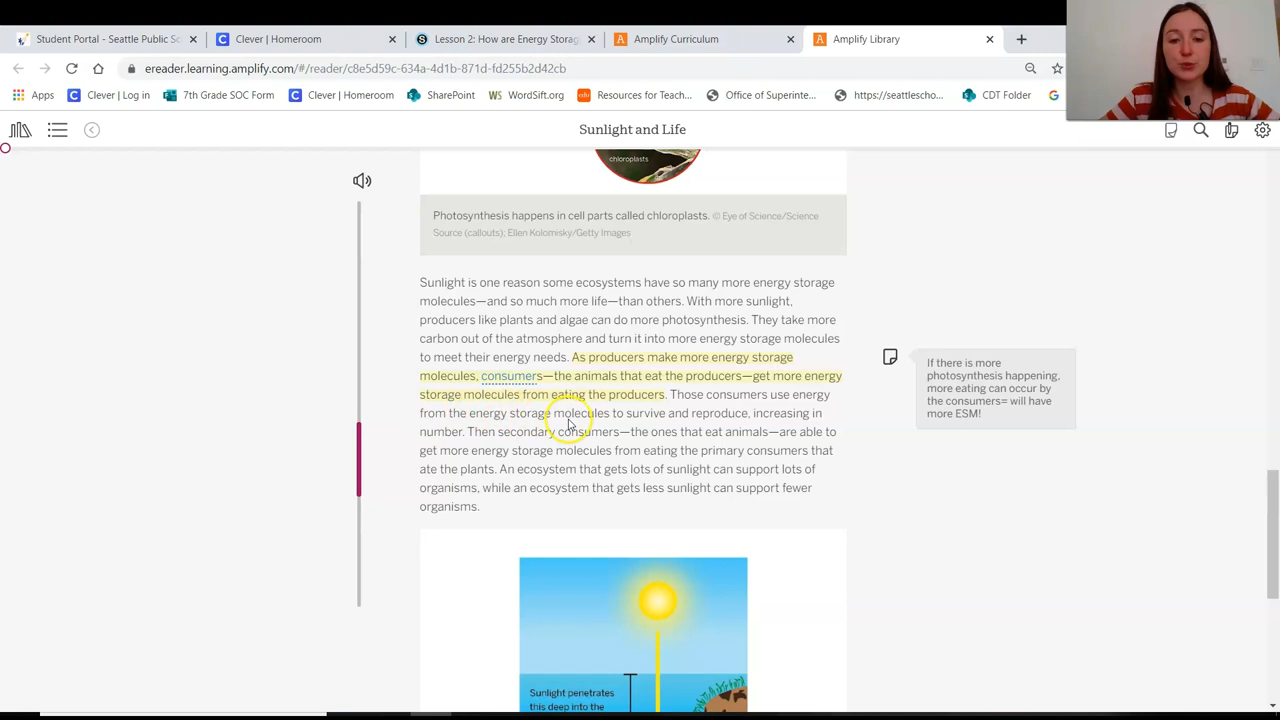 Student Portal - Seattle Public Sc
Clever | Homeroom
Lesson 2: How are Energy Storag
Amplify Curriculum
Amplify Library
ereader.learning.amplify.com/#/reader/c8e5d59c-634a-4d1b-871d-fd255b2d42cb
Apps
Clever | Log in
7th Grade SOC Form
Clever | Homeroom
SharePoint
WordSift.org
Resources for Teac...
Office of Superinte...
https://seattlescho...
CDT Folder
Sunlight and Life
chloroplasts
Photosynthesis happens in cell parts called chloroplasts. © Eye of Science/Science
Source (callouts); Ellen Kolomisky/Getty Images
Sunlight is one reason some ecosystems have so many more energy storage
molecules—and so much more life—than others. With more sunlight,
producers like plants and algae can do more photosynthesis. They take more
carbon out of the atmosphere and turn it into more energy storage molecules
to meet their energy needs. As producers make more energy storage
molecules, consumers—the animals that eat the producers—get more energy
storage molecules from eating the producers. Those consumers use energy
from the energy storage molecules to survive and reproduce, increasing in
number. Then secondary consumers—the ones that eat animals—are able to
get more energy storage molecules from eating the primary consumers that
ate the plants. An ecosystem that gets lots of sunlight can support lots of
organisms, while an ecosystem that gets less sunlight can support fewer
organisms.
If there is more
photosynthesis happening,
more eating can occur by
the consumers= will have
more ESM!
Sunlight penetrates
this deep into the